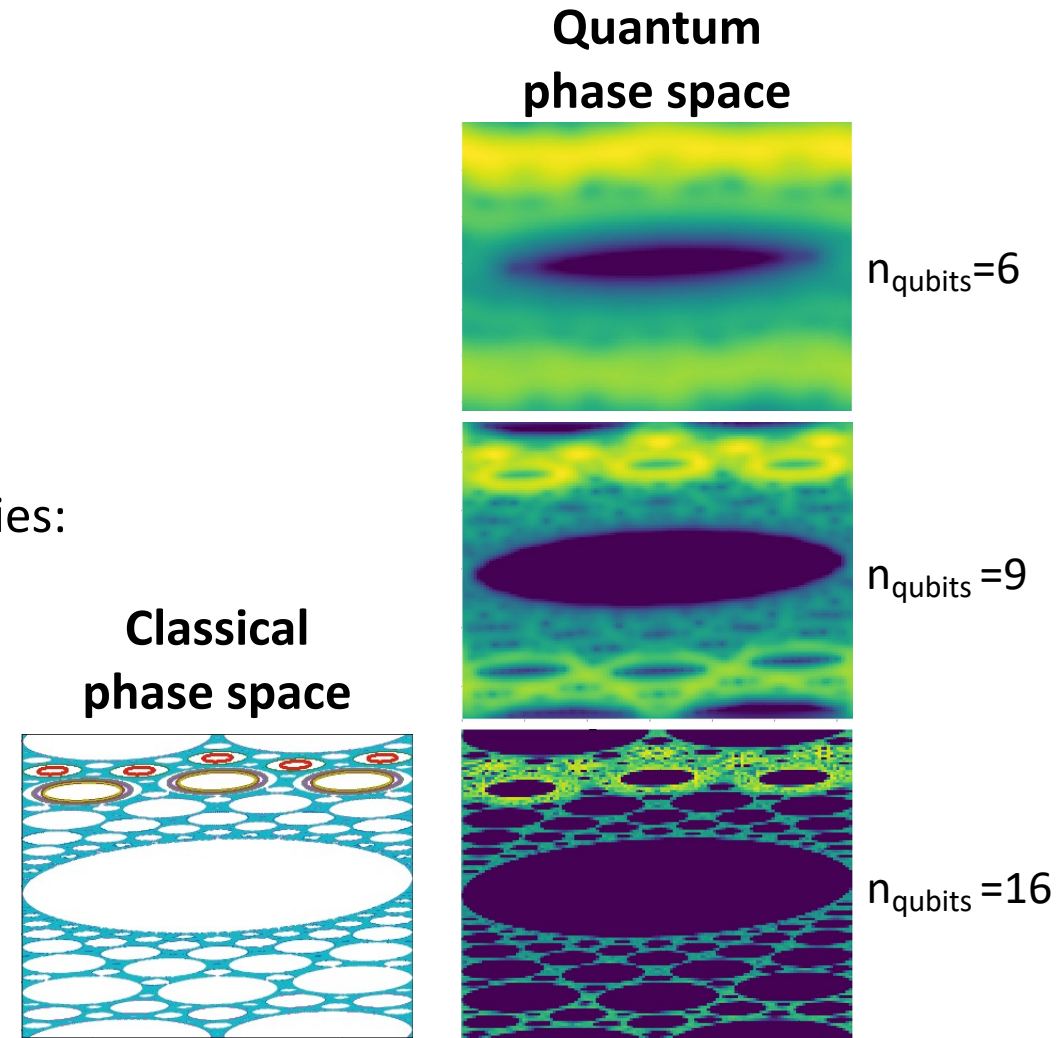 Quantum
phase space
n_qubits=6
ies:
n_qubits =9
Classical
phase space
n_qubits =16